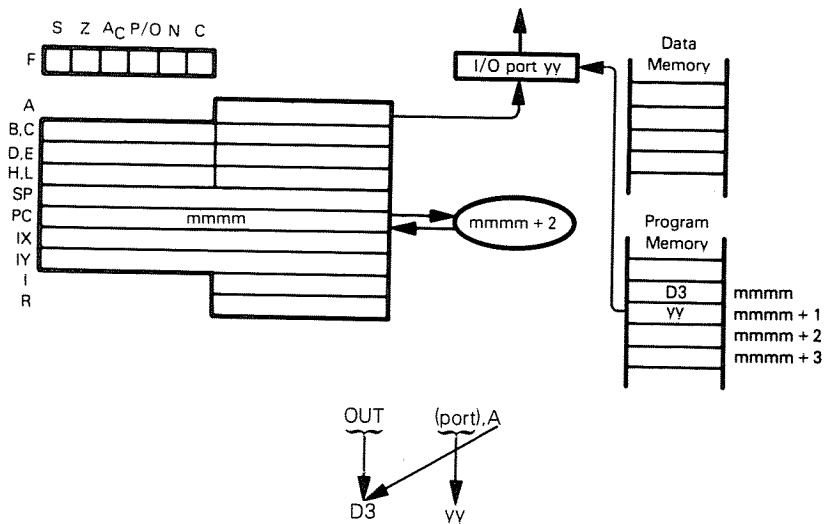 S Z AC P/O N C
F
I/O port yy
Data
Memory
A
B,C
D,E
H,L
SP
PC mmmm mmmm + 2
IX
IY
I
R
Program
Memory
D3 mmmm
yy mmmm + 1
mmmm + 2
mmmm + 3
OUT (port),A
D3 yy